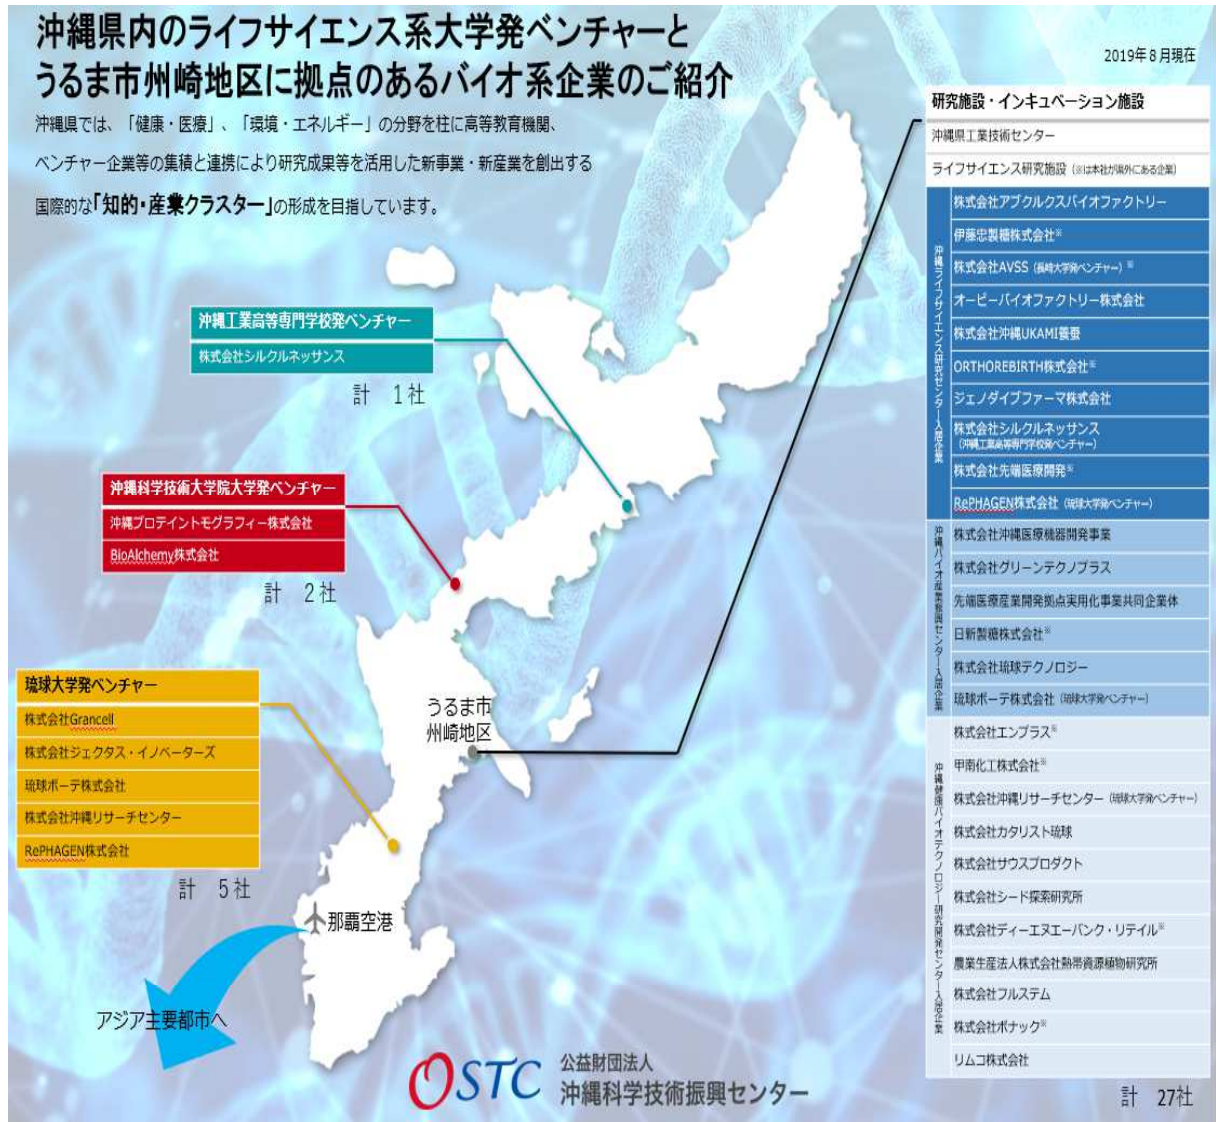 沖縄県内のライフサイエンス系大学発ベンチャーと
うるま市州崎地区に拠点のあるバイオ系企業のご紹介
2019年8月現在
沖縄県では、「健康・医療」、「環境・エネルギー」の分野を柱に高等教育機関、
ベンチャー企業等の集積と連携により研究成果等を活用した新事業・新産業を創出する
国際的な「知的・産業クラスター」の形成を目指しています。
沖縄工業高等専門学校発ベンチャー
株式会社シルクルネッサンス
計 1社
沖縄科学技術大学院大学発ベンチャー
沖縄プロテイントモグラフィー株式会社
BioAlchemy株式会社
計 2社
琉球大学発ベンチャー
株式会社Grancell
株式会社ジェクタス・イノベーターズ
琉球ボーテ株式会社
株式会社沖縄リサーチセンター
RePHAGEN株式会社
計 5社
うるま市
州崎地区
那覇空港
アジア主要都市へ
研究施設・インキュベーション施設
沖縄県工業技術センター
ライフサイエンス研究施設（※は本社が県外にある企業）
沖縄ライフサイエンス研究センター入居企業
株式会社アブクルクスバイオファクトリー
伊藤忠製糖株式会社※
株式会社AVSS（長崎大学発ベンチャー）※
オーピーバイオファクトリー株式会社
株式会社沖縄UKAMI養蚕
ORTHOREBIRTH株式会社※
ジェノダイブファーマ株式会社
株式会社シルクルネッサンス
（沖縄工業高等専門学校発ベンチャー）
株式会社先端医療開発※
RePHAGEN株式会社（琉球大学発ベンチャー）
沖縄バイオ産業振興センター入居企業
株式会社沖縄医療機器開発事業
株式会社グリーンテクノプラス
先端医療産業開発拠点実用化事業共同企業体
日新製糖株式会社※
株式会社琉球テクノロジー
琉球ボーテ株式会社（琉球大学発ベンチャー）
沖縄健康バイオテクノロジー研究開発センター入居企業
株式会社エンプラス※
甲南化工株式会社※
株式会社沖縄リサーチセンター（琉球大学発ベンチャー）
株式会社カタリスト琉球
株式会社サウスプロダクト
株式会社シード探索研究所
株式会社ディーエヌエーバンク・リテイル※
農業生産法人株式会社熱帯資源植物研究所
株式会社フルステム
株式会社ボナック※
リムコ株式会社
計 27社
OSTC
公益財団法人
沖縄科学技術振興センター